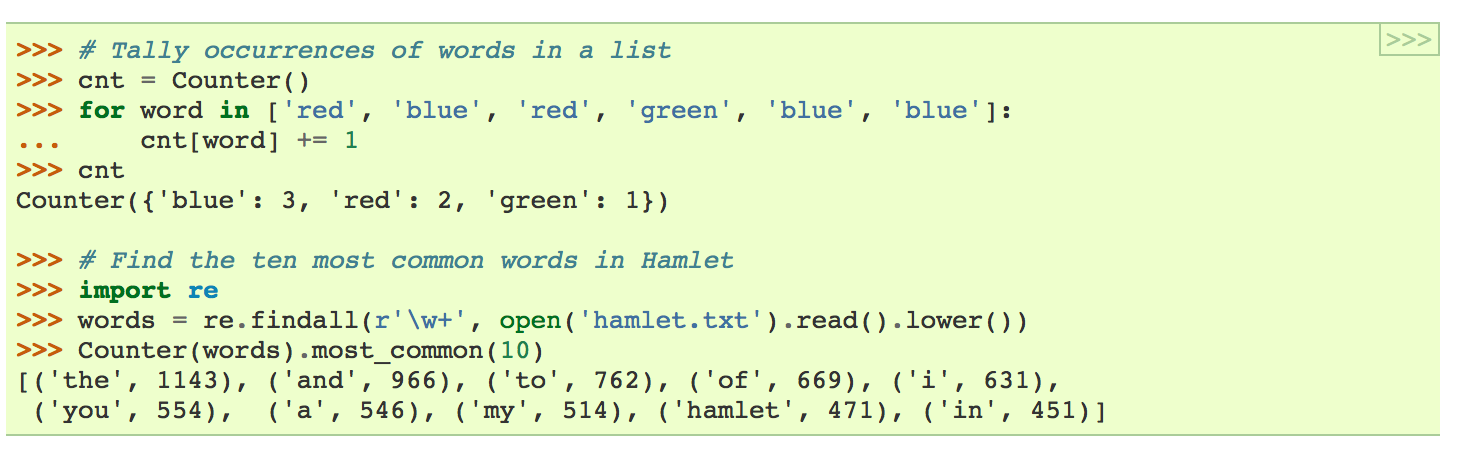 >>>
>>> # Tally occurrences of words in a list
>>> cnt = Counter()
>>> for word in ['red', 'blue', 'red', 'green', 'blue', 'blue']:
...     cnt[word] += 1
>>> cnt
Counter({'blue': 3, 'red': 2, 'green': 1})

>>> # Find the ten most common words in Hamlet
>>> import re
>>> words = re.findall(r'\w+', open('hamlet.txt').read().lower())
>>> Counter(words).most_common(10)
[('the', 1143), ('and', 966), ('to', 762), ('of', 669), ('i', 631),
 ('you', 554),  ('a', 546), ('my', 514), ('hamlet', 471), ('in', 451)]